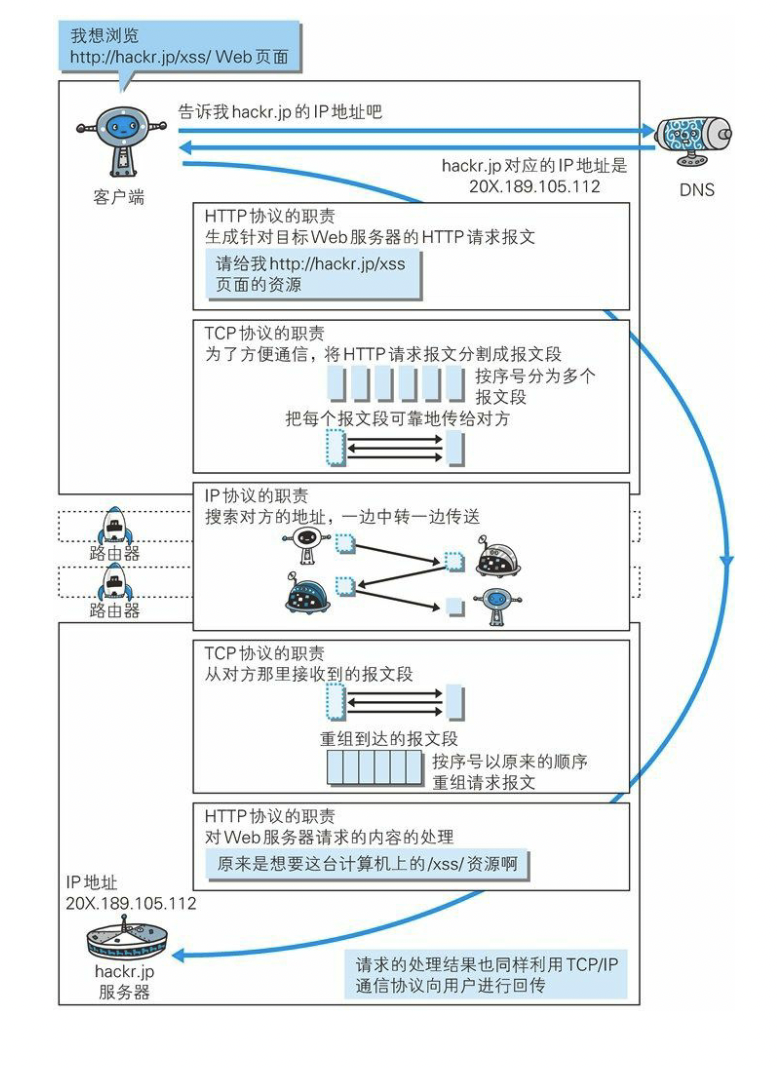 我想浏览
http://hackr.jp/xss/ Web页面
告诉我hackr.jp的IP地址吧
hackr.jp对应的IP地址是
20X.189.105.112
客户端
DNS
HTTP协议的职责
生成针对目标Web服务器的HTTP请求报文
请给我http://hackr.jp/xss
页面的资源
TCP协议的职责
为了方便通信，将HTTP请求报文分割成报文段
按序号分为多个
报文段
把每个报文段可靠地传给对方
IP协议的职责
搜索对方的地址，一边中转一边传送
路由器
路由器
TCP协议的职责
从对方那里接收到的报文段
重组到达的报文段
按序号以原来的顺序
重组请求报文
HTTP协议的职责
对Web服务器请求的内容的处理
原来是想要这台计算机上的/xss/资源啊
IP地址
20X.189.105.112
hackr.jp
服务器
请求的处理结果也同样利用TCP/IP
通信协议向用户进行回传